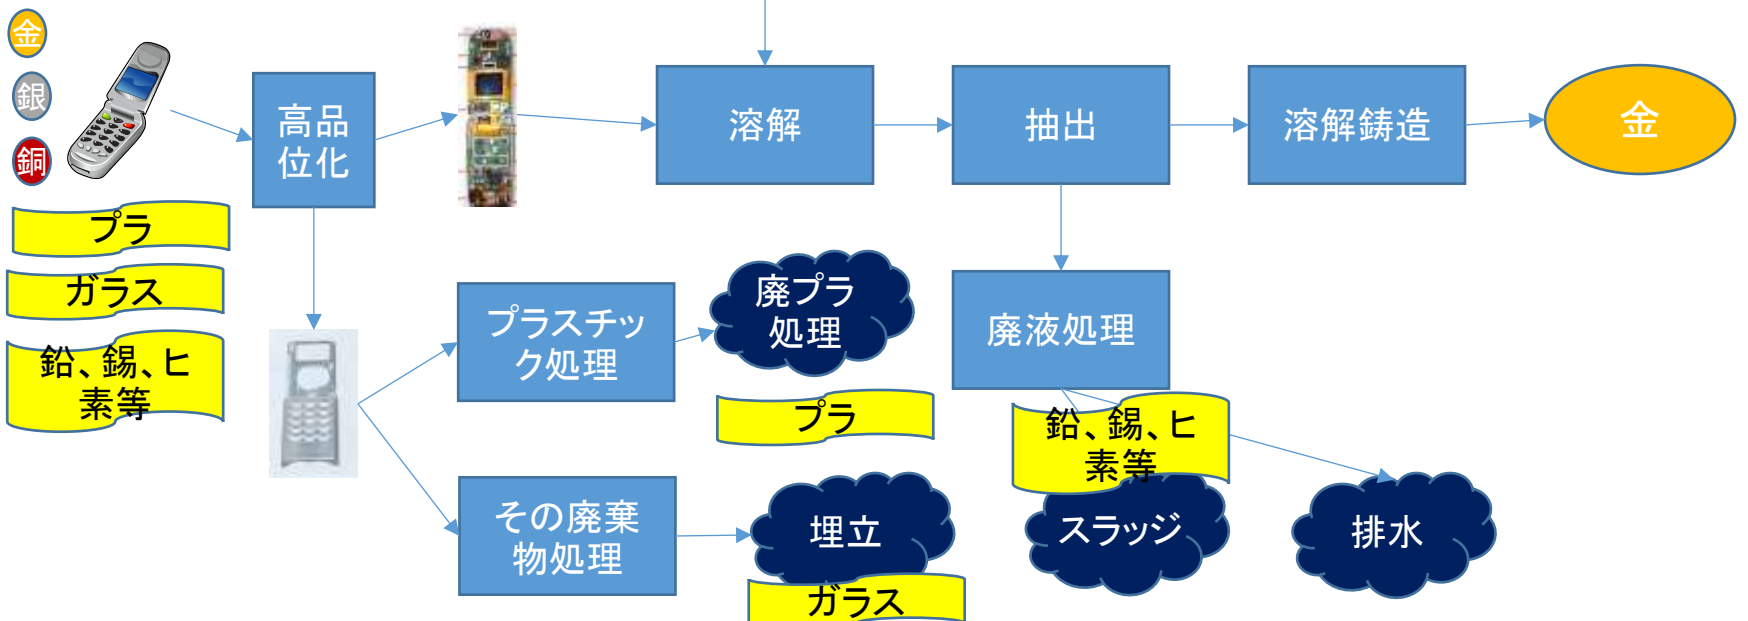 金
銀
銅
プラ
ガラス
鉛、錫、ヒ
素等
高品
位化
溶解
抽出
溶解鋳造
金
プラスチッ
ク処理
廃プラ
処理
プラ
廃液処理
鉛、錫、ヒ
素等
その廃棄
物処理
埋立
ガラス
スラッジ
排水